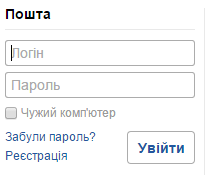 Пошта
Логін
Пароль
Чужий комп'ютер
Забули пароль?
Реєстрація
Увійти